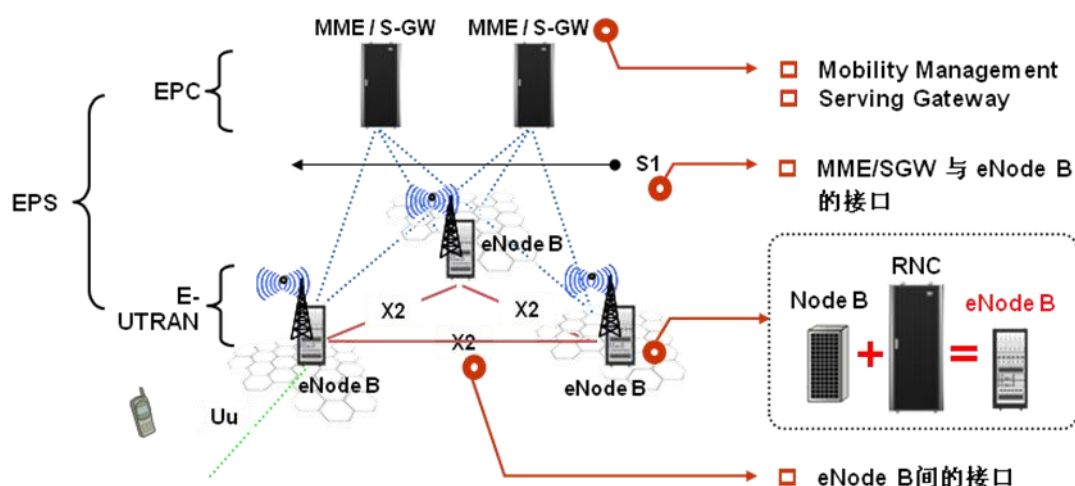 MME / S-GW
MME / S-GW
EPC
Mobility Management
Serving Gateway
S1
MME/SGW 与 eNode B
的接口
EPS
eNode B
RNC
Node B
eNode B
E-
UTRAN
X2
X2
X2
eNode B
eNode B
Uu
eNode B间的接口